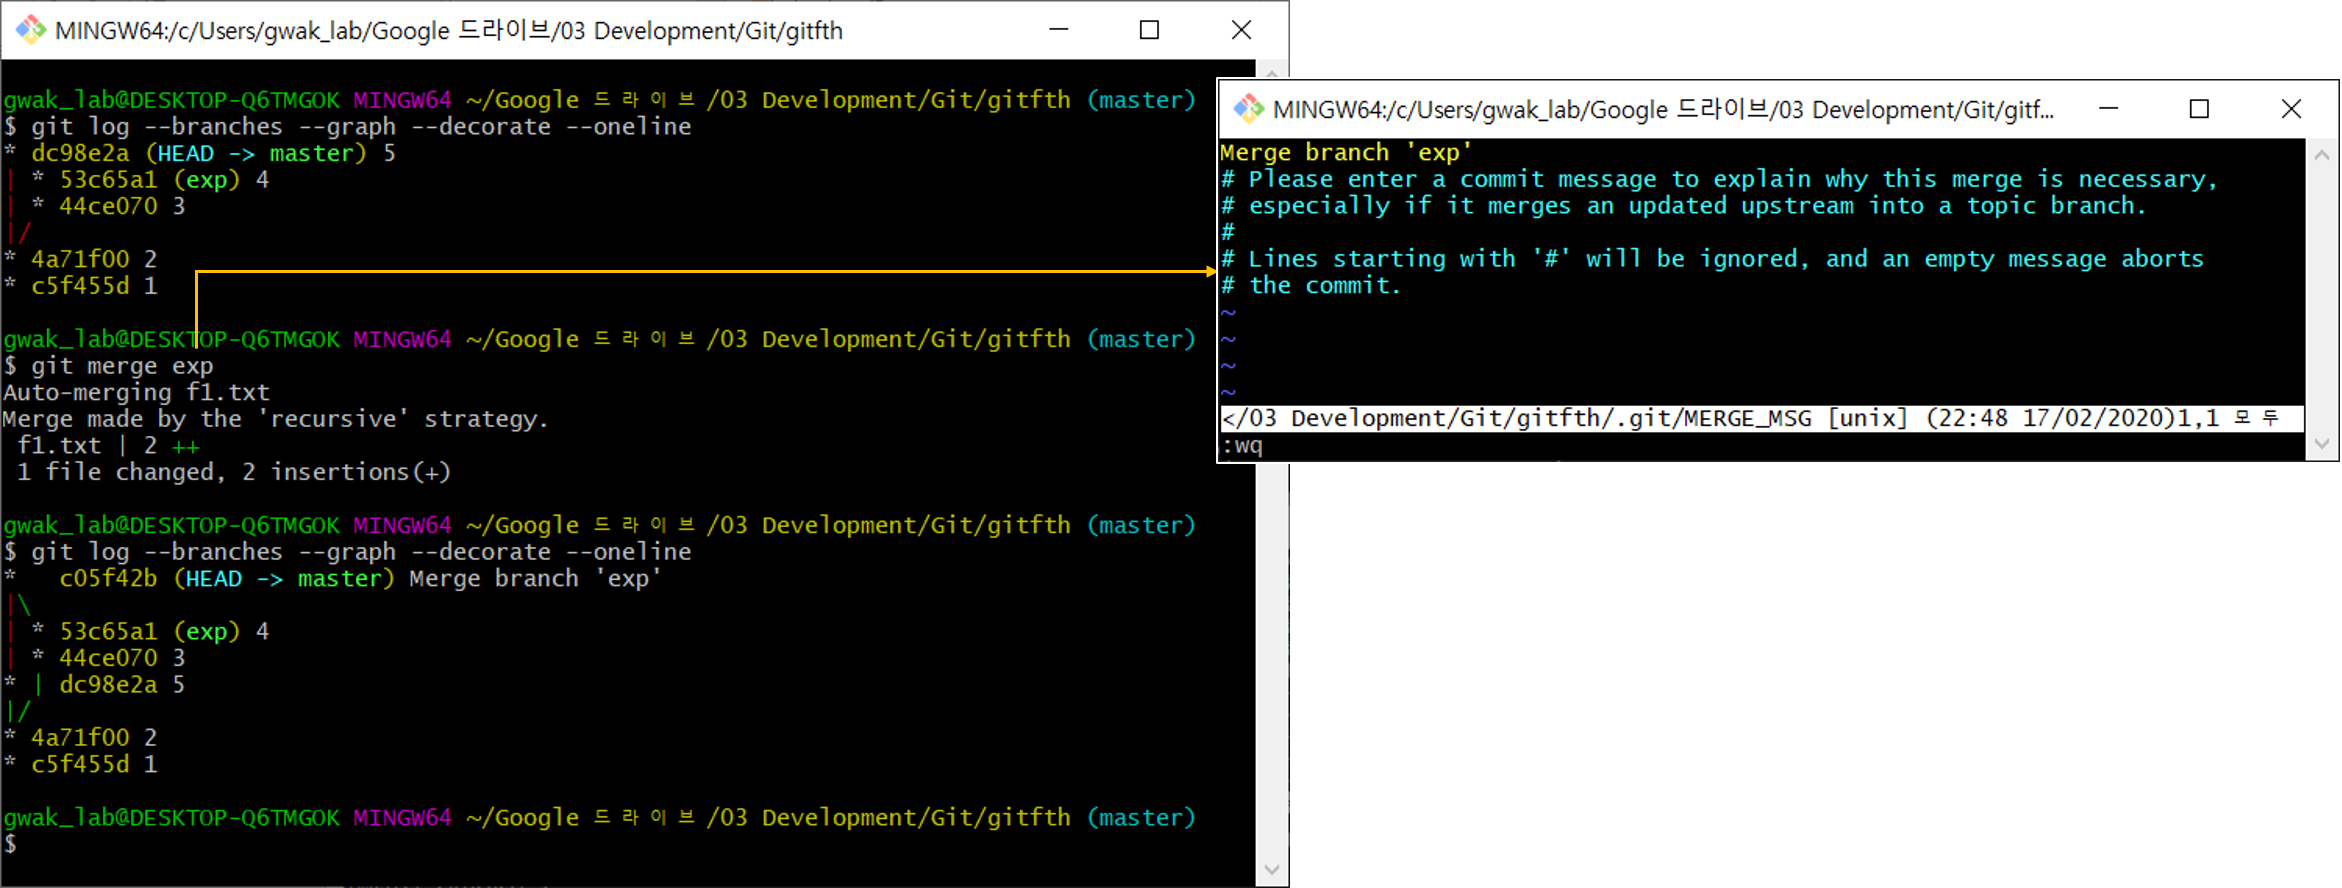 MINGW64:/c/Users/gwak_lab/Google 드라이브/03 Development/Git/gitfth
gwak_lab@DESKTOP-Q6TMGOK MINGW64 ~/Google 드라이브/03 Development/Git/gitfth (master)
$ git log --branches --graph --decorate --oneline
* dc98e2a (HEAD -> master) 5
| * 53c65a1 (exp) 4
| * 44ce070 3
|/
* 4a71f00 2
* c5f455d 1
gwak_lab@DESKTOP-Q6TMGOK MINGW64 ~/Google 드라이브/03 Development/Git/gitfth (master)
$ git merge exp
Auto-merging f1.txt
Merge made by the 'recursive' strategy.
 f1.txt | 2 ++
 1 file changed, 2 insertions(+)
gwak_lab@DESKTOP-Q6TMGOK MINGW64 ~/Google 드라이브/03 Development/Git/gitfth (master)
$ git log --branches --graph --decorate --oneline
*   c05f42b (HEAD -> master) Merge branch 'exp'
|\
| * 53c65a1 (exp) 4
| * 44ce070 3
* | dc98e2a 5
|/
* 4a71f00 2
* c5f455d 1
gwak_lab@DESKTOP-Q6TMGOK MINGW64 ~/Google 드라이브/03 Development/Git/gitfth (master)
$
MINGW64:/c/Users/gwak_lab/Google 드라이브/03 Development/Git/gitf...
Merge branch 'exp'
# Please enter a commit message to explain why this merge is necessary,
# especially if it merges an updated upstream into a topic branch.
#
# Lines starting with '#' will be ignored, and an empty message aborts
# the commit.
~
~
~
~
</03 Development/Git/gitfth/.git/MERGE_MSG [unix] (22:48 17/02/2020)1,1 모두
:wq